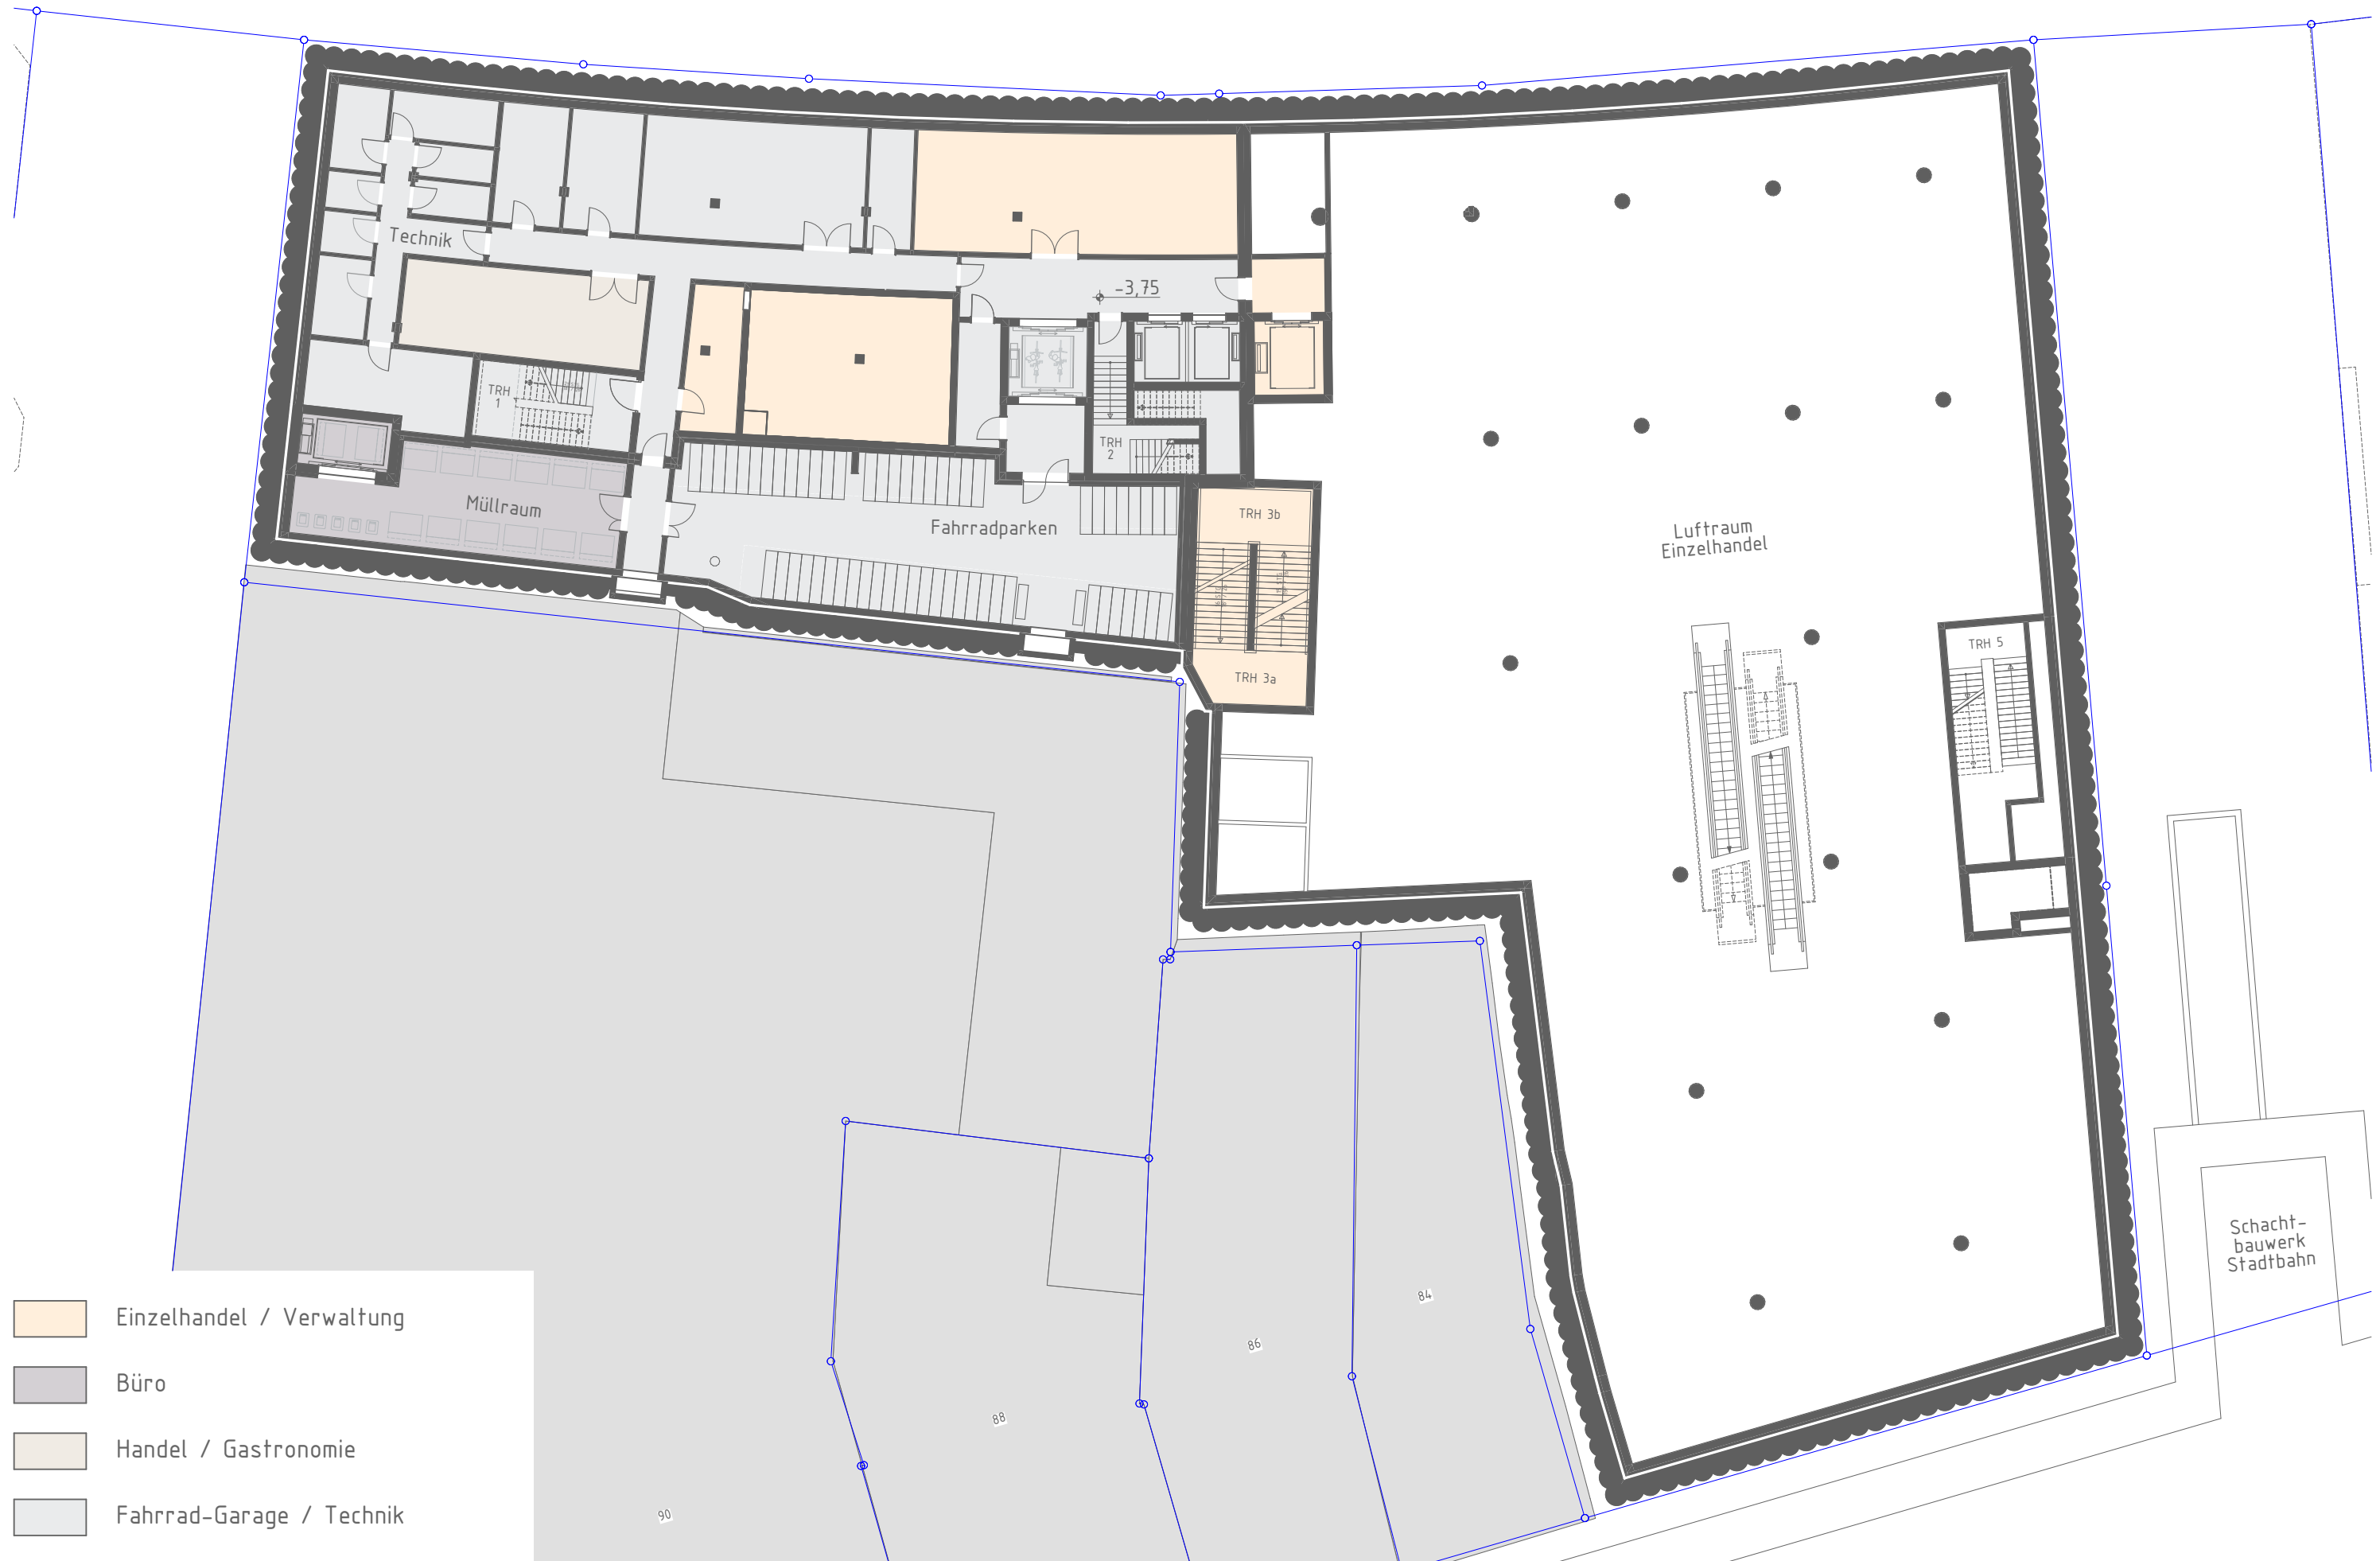 Technik
-3,75
TRH
1
TRH
2
Müllraum
Fahrradparken
TRH 3b
TRH 3a
Luftraum
Einzelhandel
TRH 5
Schacht-
bauwerk
Stadtbahn
84
86
88
90
Einzelhandel / Verwaltung
Büro
Handel / Gastronomie
Fahrrad-Garage / Technik